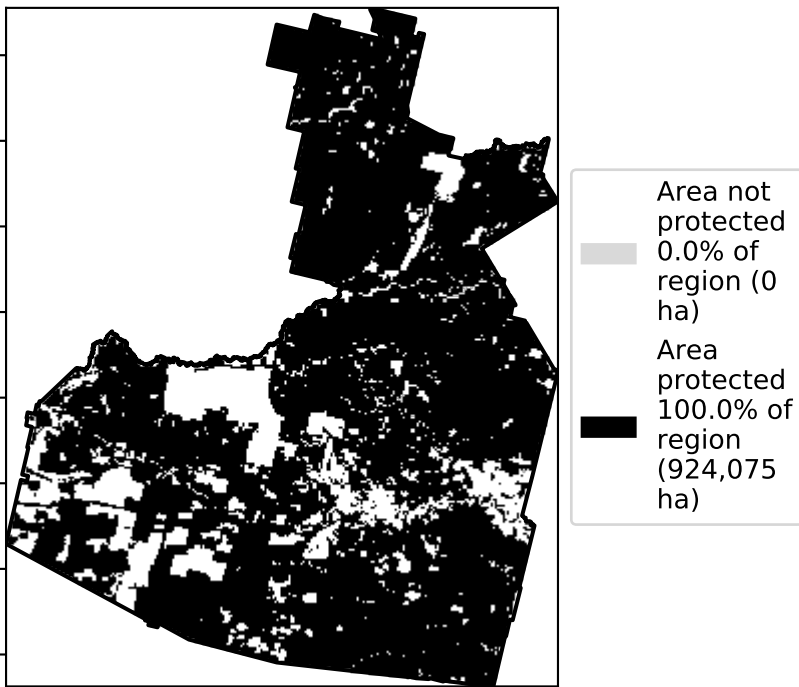 Area not
protected
0.0% of
region (0
ha)
Area
protected
100.0% of
region
(924,075
ha)